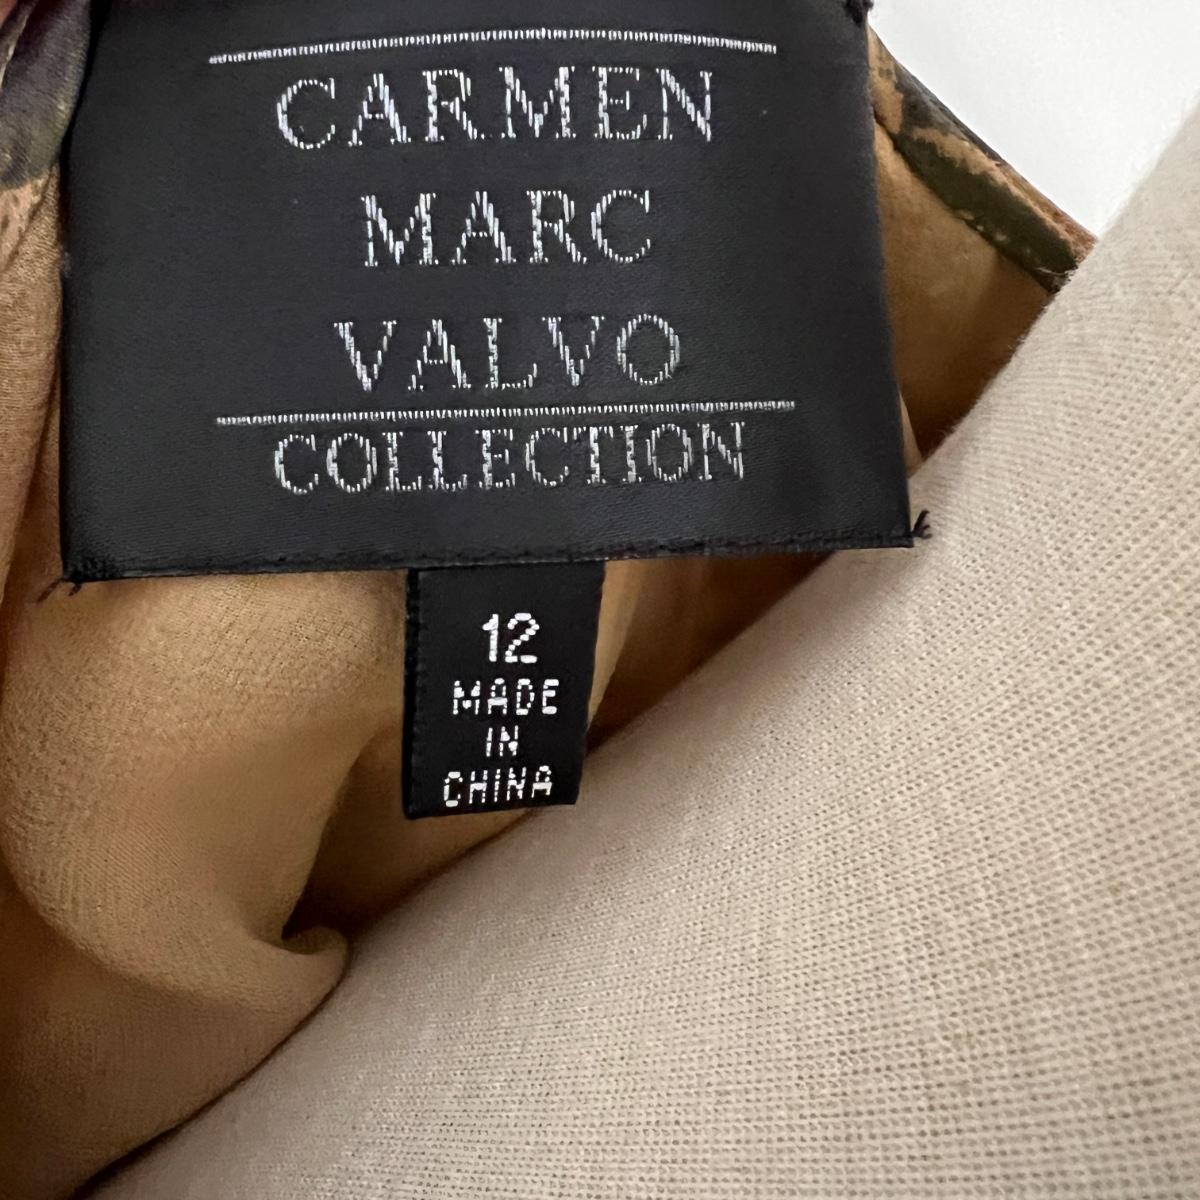 CARMEN
MARC
VALVO
COLLECTION
12
MADE
IN
CHINA